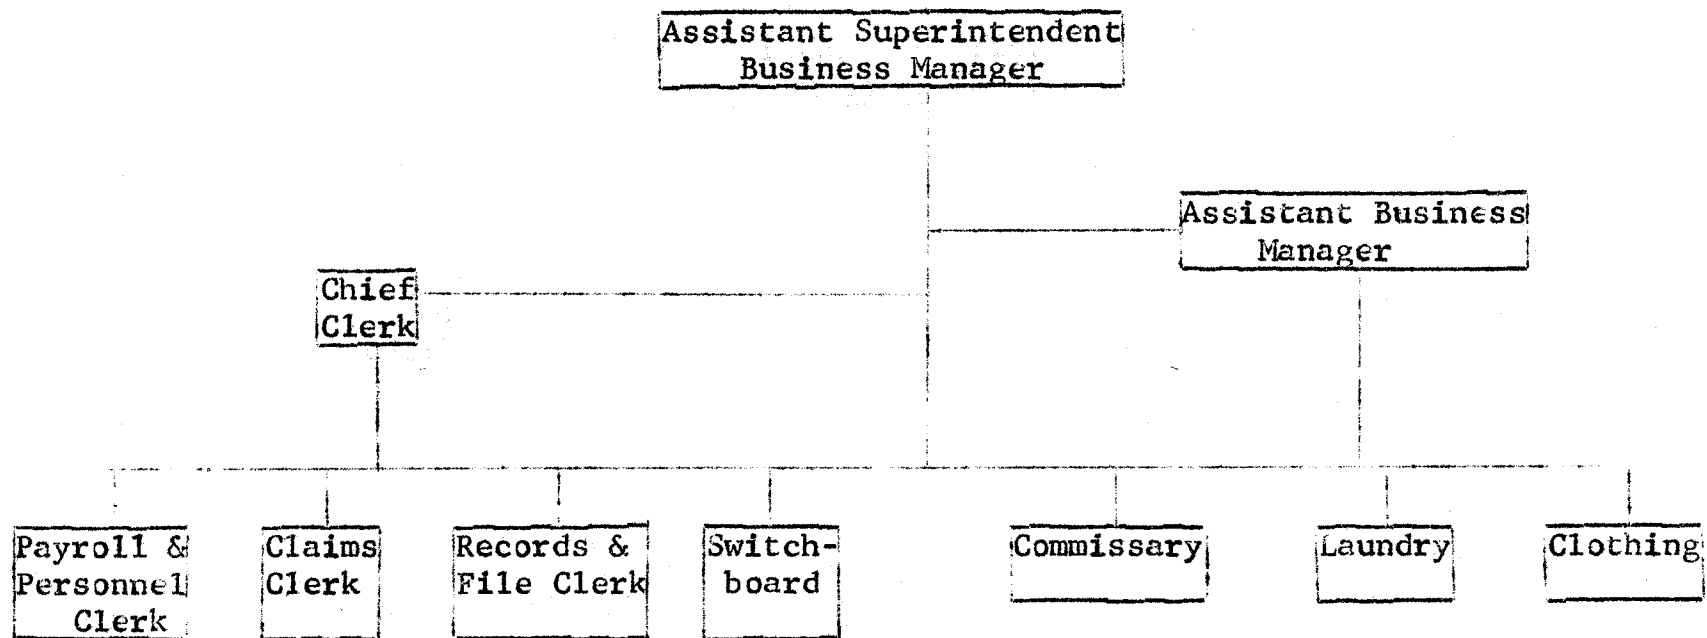 Assistant Superintendent
Business Manager
Assistant Business
Manager
Chief
Clerk
Payroll &
Personnel
Clerk
Claims
Clerk
Records &
File Clerk
Switch-
board
Commissary
Laundry
Clothing